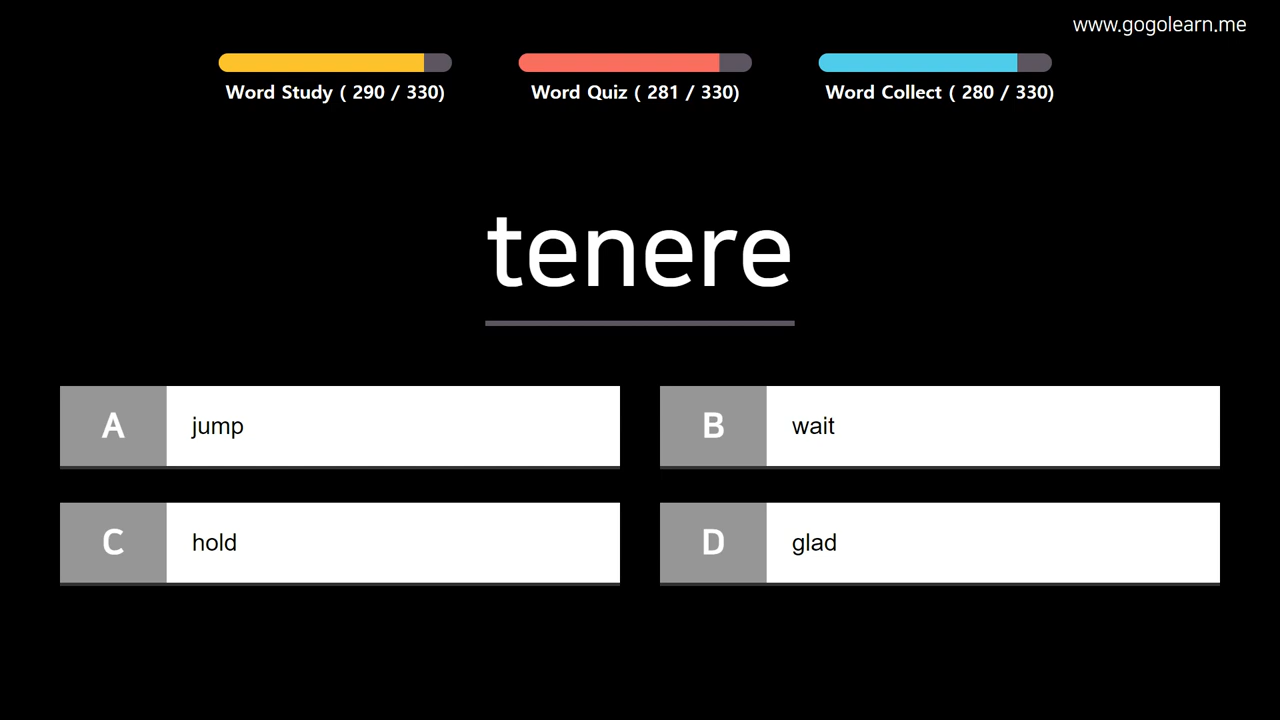 www.gogolearn.me
Word Study ( 290 / 330)
Word Quiz ( 281 / 330)
Word Collect ( 280 / 330)
tenere
A jump
B wait
C hold
D glad